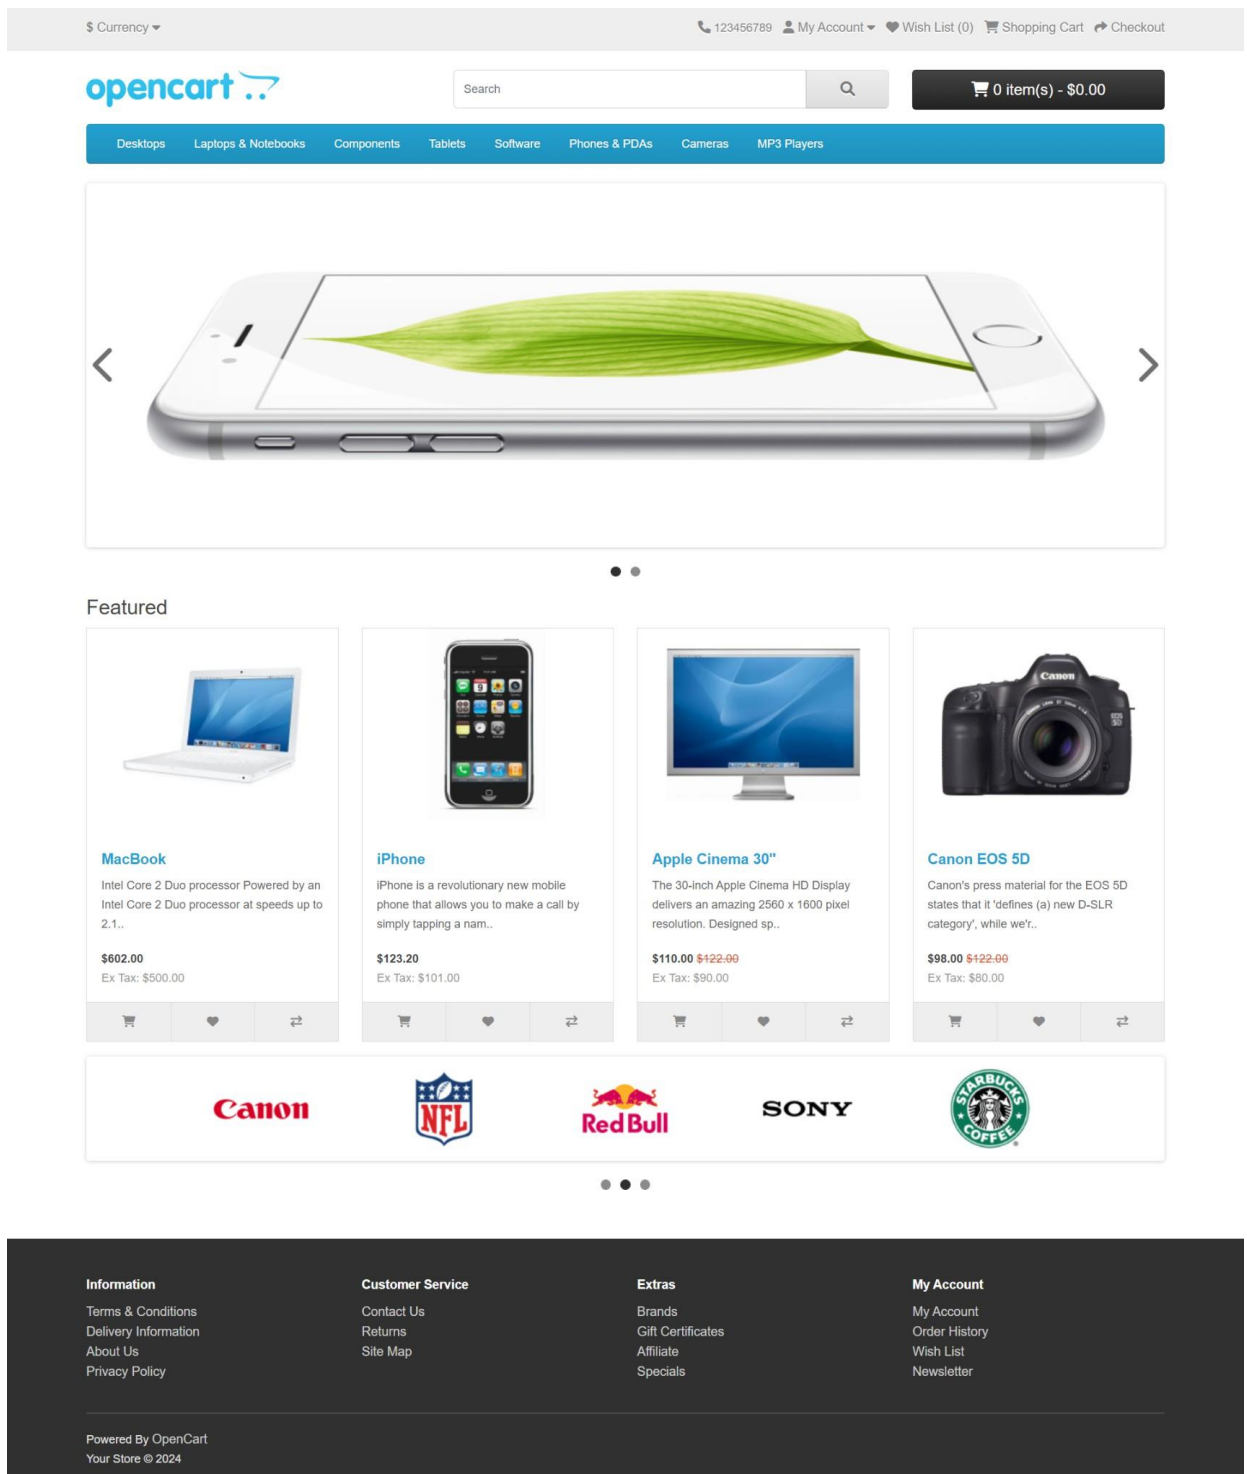 $ Currency
123456789 My Account Wish List (0) Shopping Cart Checkout
opencart
Search
0 item(s) - $0.00
Desktops Laptops & Notebooks Components Tablets Software Phones & PDAs Cameras MP3 Players
Featured
Canon
MacBook
Intel Core 2 Duo processor Powered by an
Intel Core 2 Duo processor at speeds up to
2.1..
$602.00
Ex Tax: $500.00
iPhone
iPhone is a revolutionary new mobile
phone that allows you to make a call by
simply tapping a nam..
$123.20
Ex Tax: $101.00
Apple Cinema 30"
The 30-inch Apple Cinema HD Display
delivers an amazing 2560 x 1600 pixel
resolution. Designed sp..
$110.00 $122.00
Ex Tax: $90.00
Canon EOS 5D
Canon's press material for the EOS 5D
states that it 'defines (a) new D-SLR
category', while we'r..
$98.00 $122.00
Ex Tax: $80.00
Canon
NFL
Red Bull
SONY
STARBUCKS
COFFEE
Information
Terms & Conditions
Delivery Information
About Us
Privacy Policy
Customer Service
Contact Us
Returns
Site Map
Extras
Brands
Gift Certificates
Affiliate
Specials
My Account
My Account
Order History
Wish List
Newsletter
Powered By OpenCart
Your Store © 2024